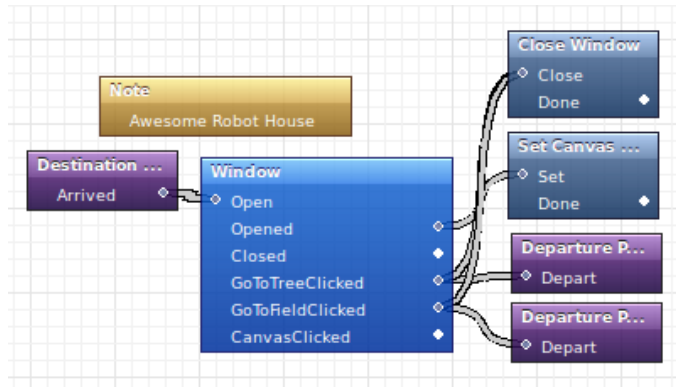 Close Window
Close
Done
Note
Awesome Robot House
Destination ...
Arrived
Window
Open
Opened
Closed
GoToTreeClicked
GoToFieldClicked
CanvasClicked
Set Canvas ...
Set
Done
Departure P...
Depart
Departure P...
Depart